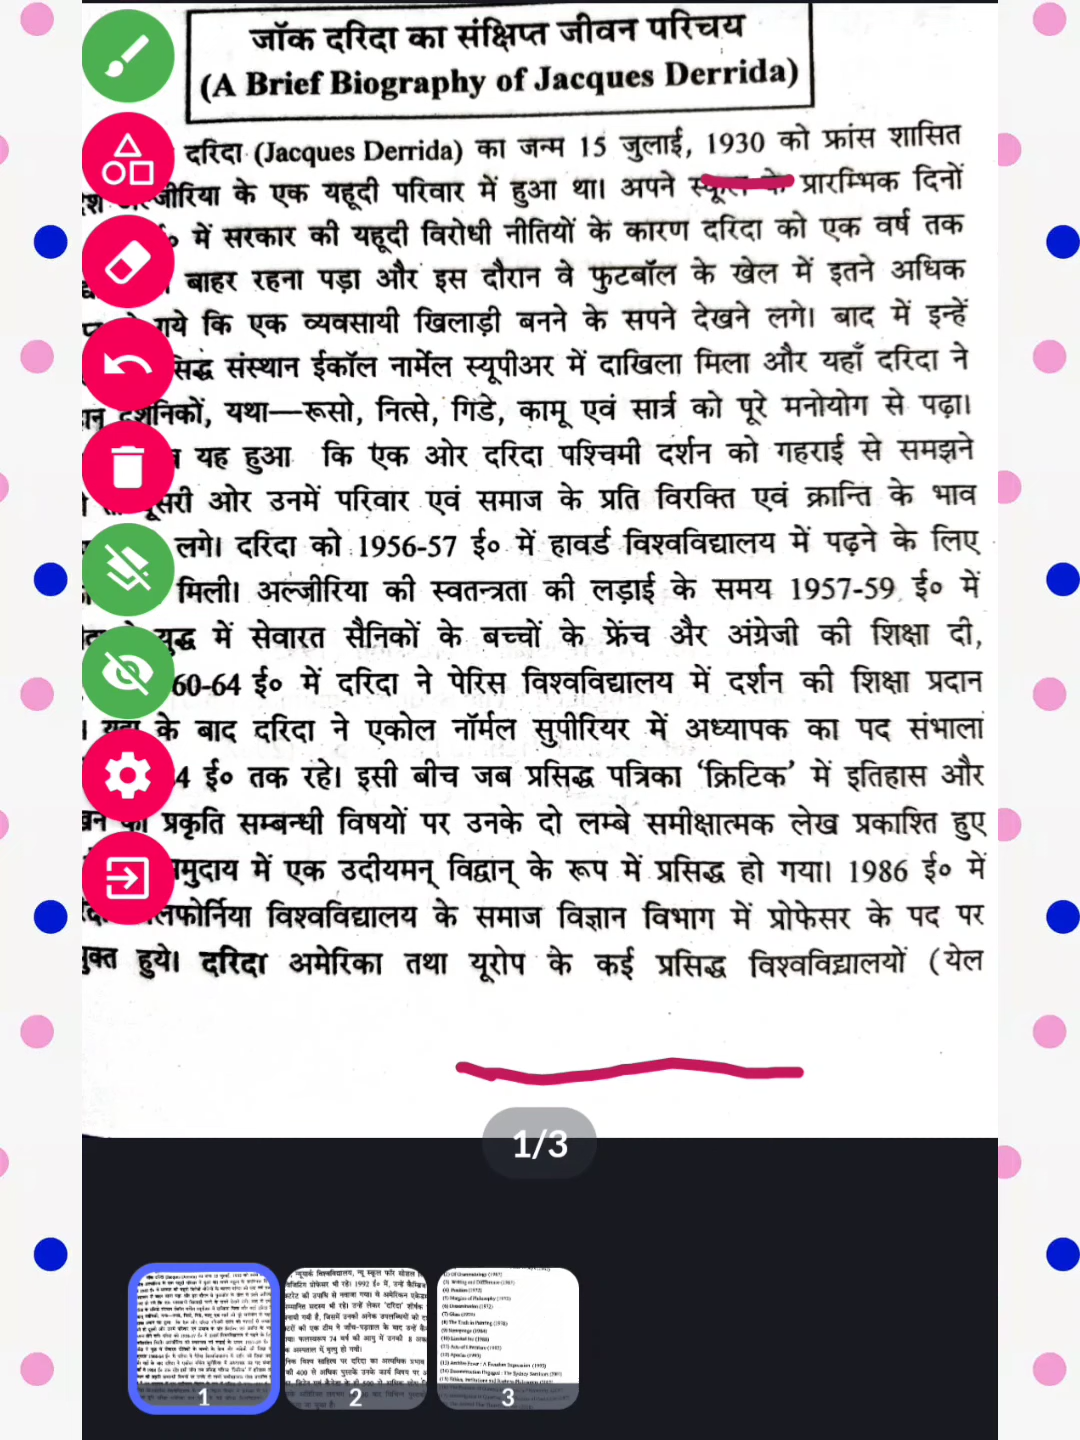 जॉक दरिदा का संक्षिप्त जीवन परिचय
(A Brief Biography of Jacques Derrida)
दरिदा (Jacques Derrida) का जन्म 15 जुलाई, 1930 को फ्रांस शासित
जीरिया के एक यहूदी परिवार में हुआ था। अपने स्कूल के प्रारम्भिक दिनों
में सरकार की यहूदी विरोधी नीतियों के कारण दरिदा को एक वर्ष तक
बाहर रहना पड़ा और इस दौरान वे फुटबॉल के खेल में इतने अधिक
गये कि एक व्यवसायी खिलाड़ी बनने के सपने देखने लगे। बाद में इन्हें
सिद्ध संस्थान ईकॉल नार्मेल स्यूपीअर में दाखिला मिला और यहाँ दरिदा ने
र्शनिकों, यथा—रूसो, नित्से, गिडे, कामू एवं सार्त्र को पूरे मनोयोग से पढ़ा।
यह हुआ कि एक ओर दरिदा पश्चिमी दर्शन को गहराई से समझने
दूसरी ओर उनमें परिवार एवं समाज के प्रति विरक्ति एवं क्रान्ति के भाव
लगे। दरिदा को 1956-57 ई० में हावर्ड विश्वविद्यालय में पढ़ने के लिए
मिली। अल्जीरिया की स्वतन्त्रता की लड़ाई के समय 1957-59 ई० में
युद्ध में सेवारत सैनिकों के बच्चों के फ्रेंच और अंग्रेजी की शिक्षा दी,
60-64 ई० में दरिदा ने पेरिस विश्वविद्यालय में दर्शन की शिक्षा प्रदान
के बाद दरिदा ने एकोल नॉर्मल सुपीरियर में अध्यापक का पद संभाला
4 ई० तक रहे। इसी बीच जब प्रसिद्ध पत्रिका ‘क्रिटिक’ में इतिहास और
प्रकृति सम्बन्धी विषयों पर उनके दो लम्बे समीक्षात्मक लेख प्रकाश्ति हुए
मुदाय में एक उदीयमन् विद्वान् के रूप में प्रसिद्ध हो गया। 1986 ई० में
लिफोर्निया विश्वविद्यालय के समाज विज्ञान विभाग में प्रोफेसर के पद पर
युक्त हुये। दरिदा अमेरिका तथा यूरोप के कई प्रसिद्ध विश्वविद्यालयों (येल
1/3
1
2
3